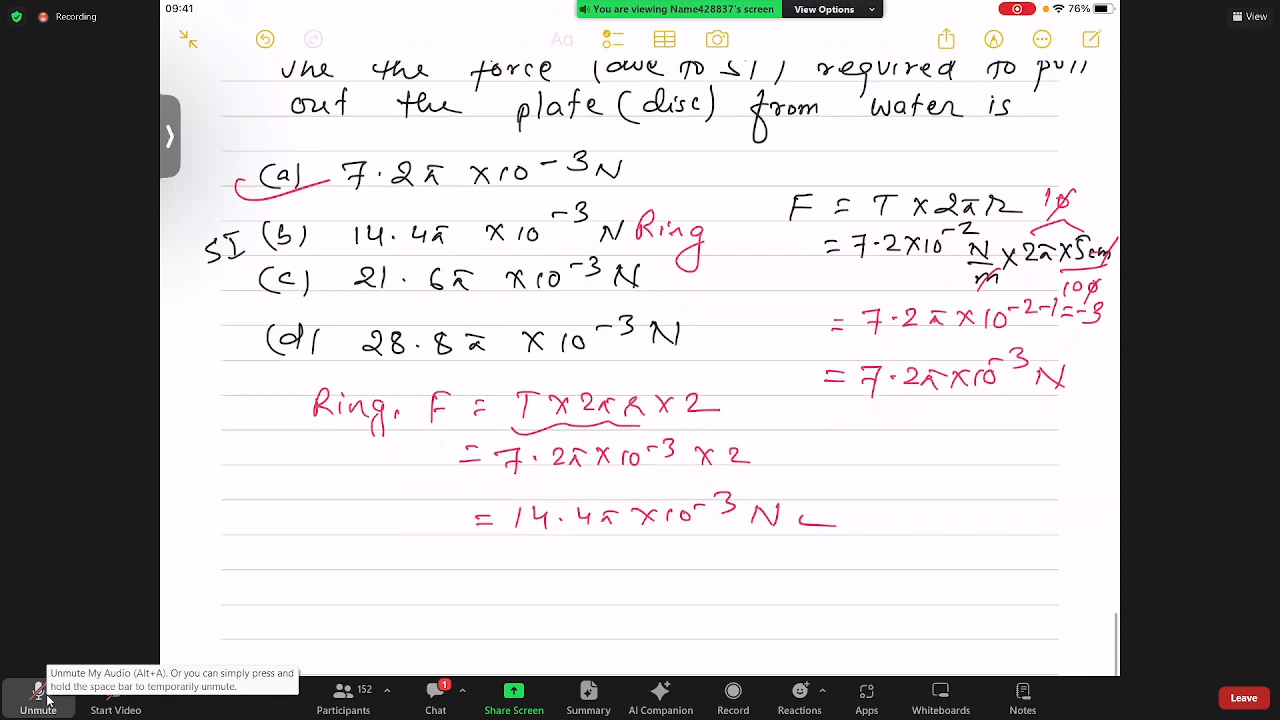 09:41
Recording
You are viewing Name428837's screen
View Options
76%
View
Aa
the force (due to ST) required to pull
out the plate (disc) from water is
(a) 7.2π ×10⁻³N
SI (b) 14.4π ×10⁻³ N Ring
(c) 21.6π ×10⁻³ N
(d) 28.8π ×10⁻³ N
F = T ×2πR
10
= 7.2×10⁻² N/m ×2π×5cm
100
= 7.2π×10⁻²⁻¹=-3
= 7.2π×10⁻³ N
Ring. F = T×2πR×2
= 7.2π×10⁻³ ×2
= 14.4π×10⁻³ N
Unmute My Audio (Alt+A). Or you can simply press and
hold the space bar to temporarily unmute.
Unmute
Start Video
152
Participants
1
Chat
Share Screen
Summary
AI Companion
Record
Reactions
Apps
Whiteboards
Notes
Leave